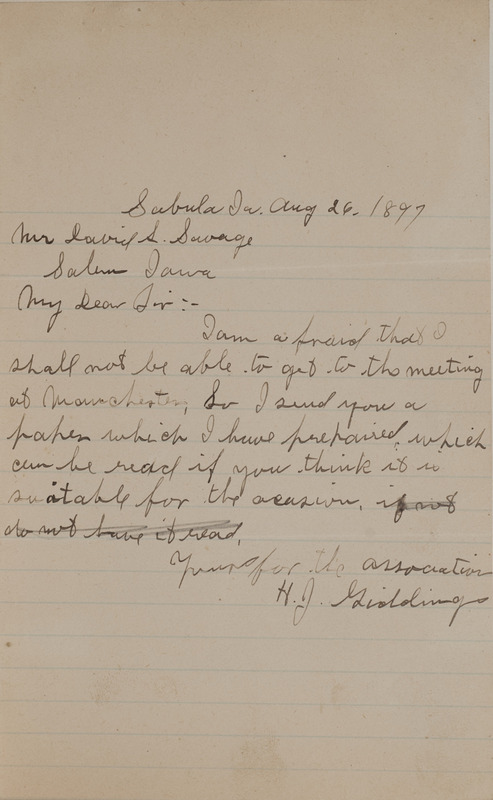 Sabula Ia. Aug 26. 1897
Mr David L. Savage
Salem Iowa
My Dear Sir:-
I am afraid that I
shall not be able to get to the meeting
at Manchester, So I send you a
paper which I have prepaired, which
can be read if you think it is
suitable for the acasion, if not
do not have it read,
Yours for the association
H. J. Giddings